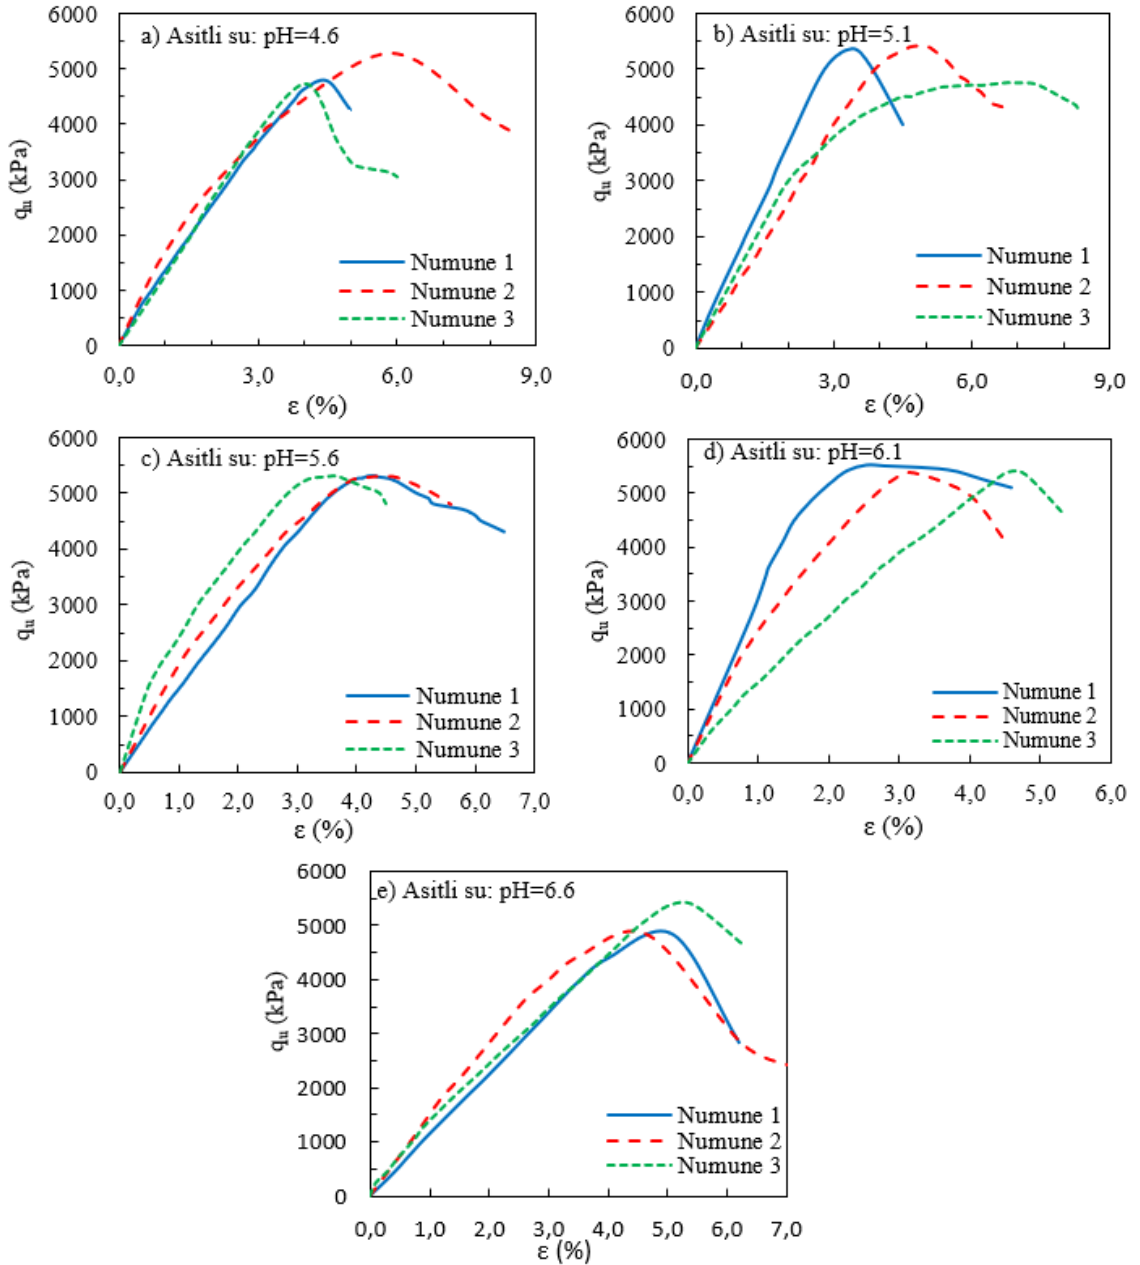 a) Asitli su: pH=4.6
6000
5000
4000
3000
2000
1000
0
qu (kPa)
Numune 1
Numune 2
Numune 3
0,0 3,0 6,0 9,0
ε (%)
b) Asitli su: pH=5.1
6000
5000
4000
3000
2000
1000
0
qu (kPa)
Numune 1
Numune 2
Numune 3
0,0 3,0 6,0 9,0
ε (%)
c) Asitli su: pH=5.6
6000
5000
4000
3000
2000
1000
0
qu (kPa)
Numune 1
Numune 2
Numune 3
0,0 1,0 2,0 3,0 4,0 5,0 6,0 7,0
ε (%)
d) Asitli su: pH=6.1
6000
5000
4000
3000
2000
1000
0
qu (kPa)
Numune 1
Numune 2
Numune 3
0,0 1,0 2,0 3,0 4,0 5,0 6,0
ε (%)
e) Asitli su: pH=6.6
6000
5000
4000
3000
2000
1000
0
qu (kPa)
Numune 1
Numune 2
Numune 3
0,0 1,0 2,0 3,0 4,0 5,0 6,0 7,0
ε (%)